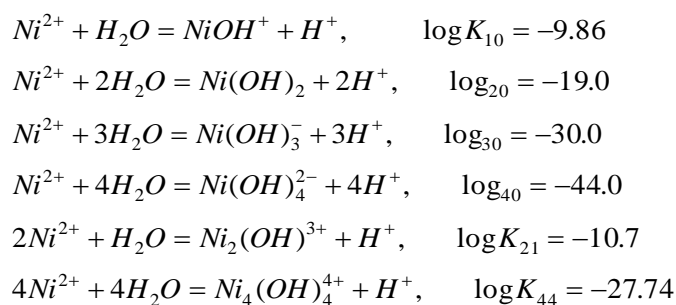 Ni²⁺ + H₂O = NiOH⁺ + H⁺, logK₁₀ = −9.86
Ni²⁺ + 2H₂O = Ni(OH)₂ + 2H⁺, log₂₀ = −19.0
Ni²⁺ + 3H₂O = Ni(OH)₃⁻ + 3H⁺, log₃₀ = −30.0
Ni²⁺ + 4H₂O = Ni(OH)₄²⁻ + 4H⁺, log₄₀ = −44.0
2Ni²⁺ + H₂O = Ni₂(OH)³⁺ + H⁺, logK₂₁ = −10.7
4Ni²⁺ + 4H₂O = Ni₄(OH)₄⁴⁺ + H⁺, logK₄₄ = −27.74